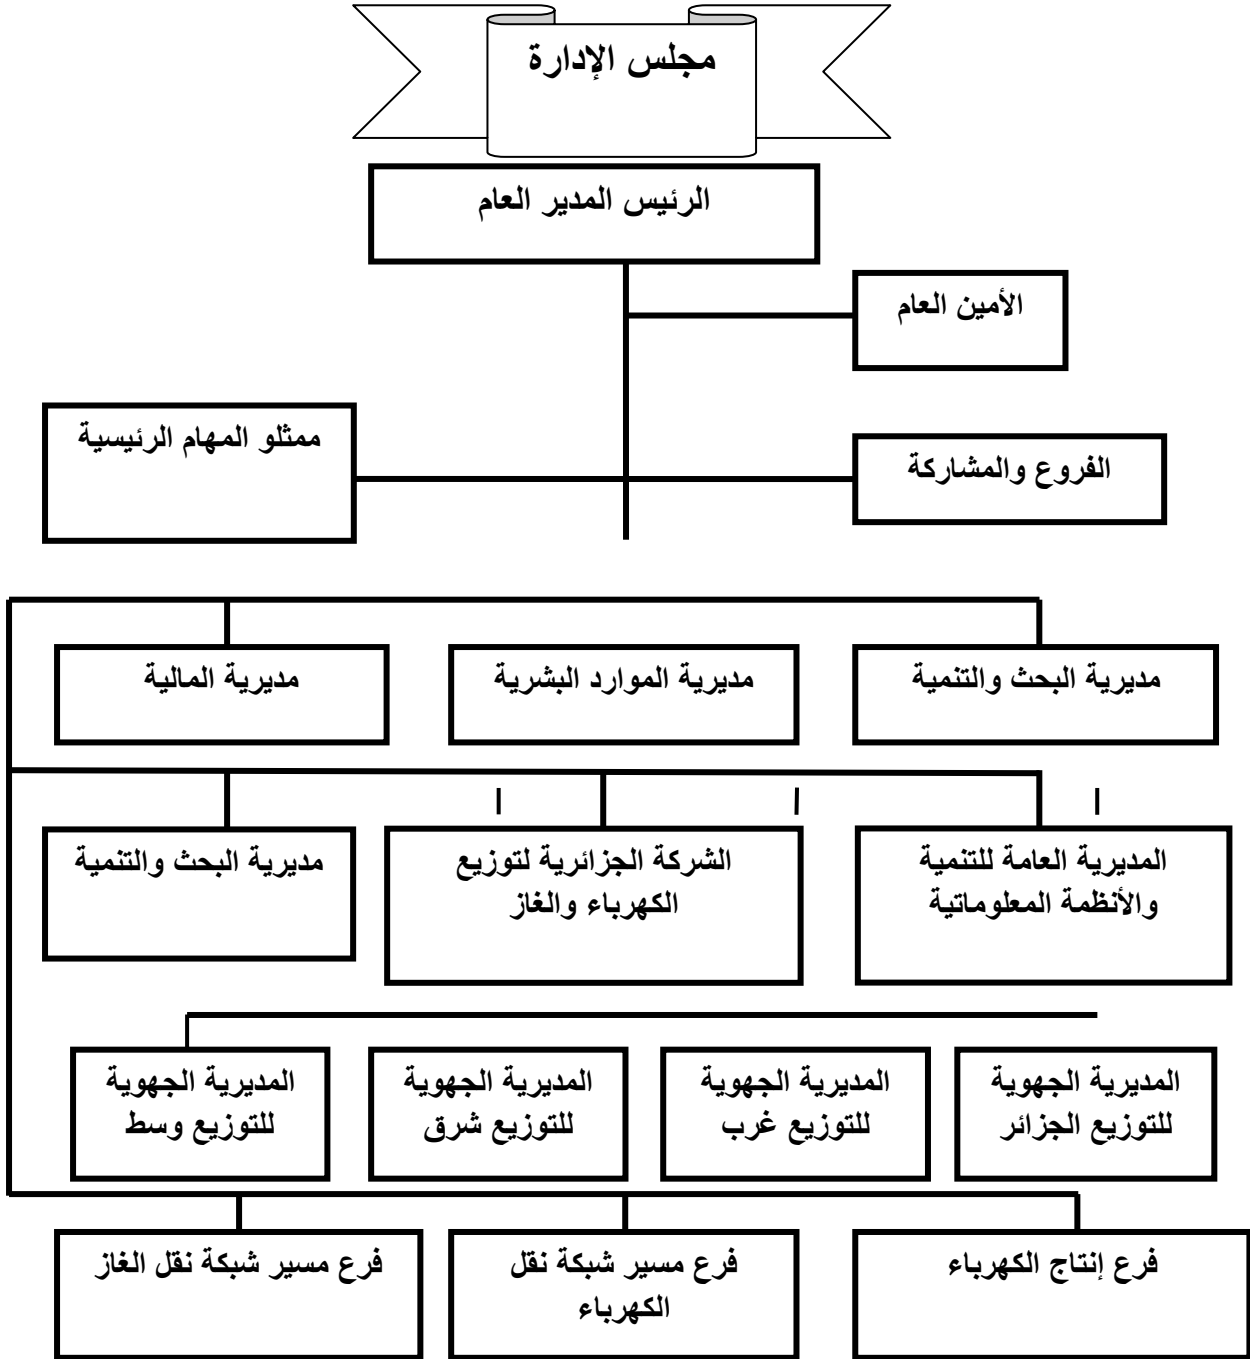 مجلس الإدارة
الرئيس المدير العام
الأمين العام
الفروع والمشاركة
ممثلو المهام الرئيسية
مديرية البحث والتنمية
مديرية الموارد البشرية
مديرية المالية
المديرية العامة للتنمية
والأنظمة المعلوماتية
الشركة الجزائرية لتوزيع
الكهرباء والغاز
مديرية البحث والتنمية
المديرية الجهوية
للتوزيع الجزائر
المديرية الجهوية
للتوزيع غرب
المديرية الجهوية
للتوزيع شرق
المديرية الجهوية
للتوزيع وسط
فرع إنتاج الكهرباء
فرع مسير شبكة نقل
الكهرباء
فرع مسير شبكة نقل الغاز